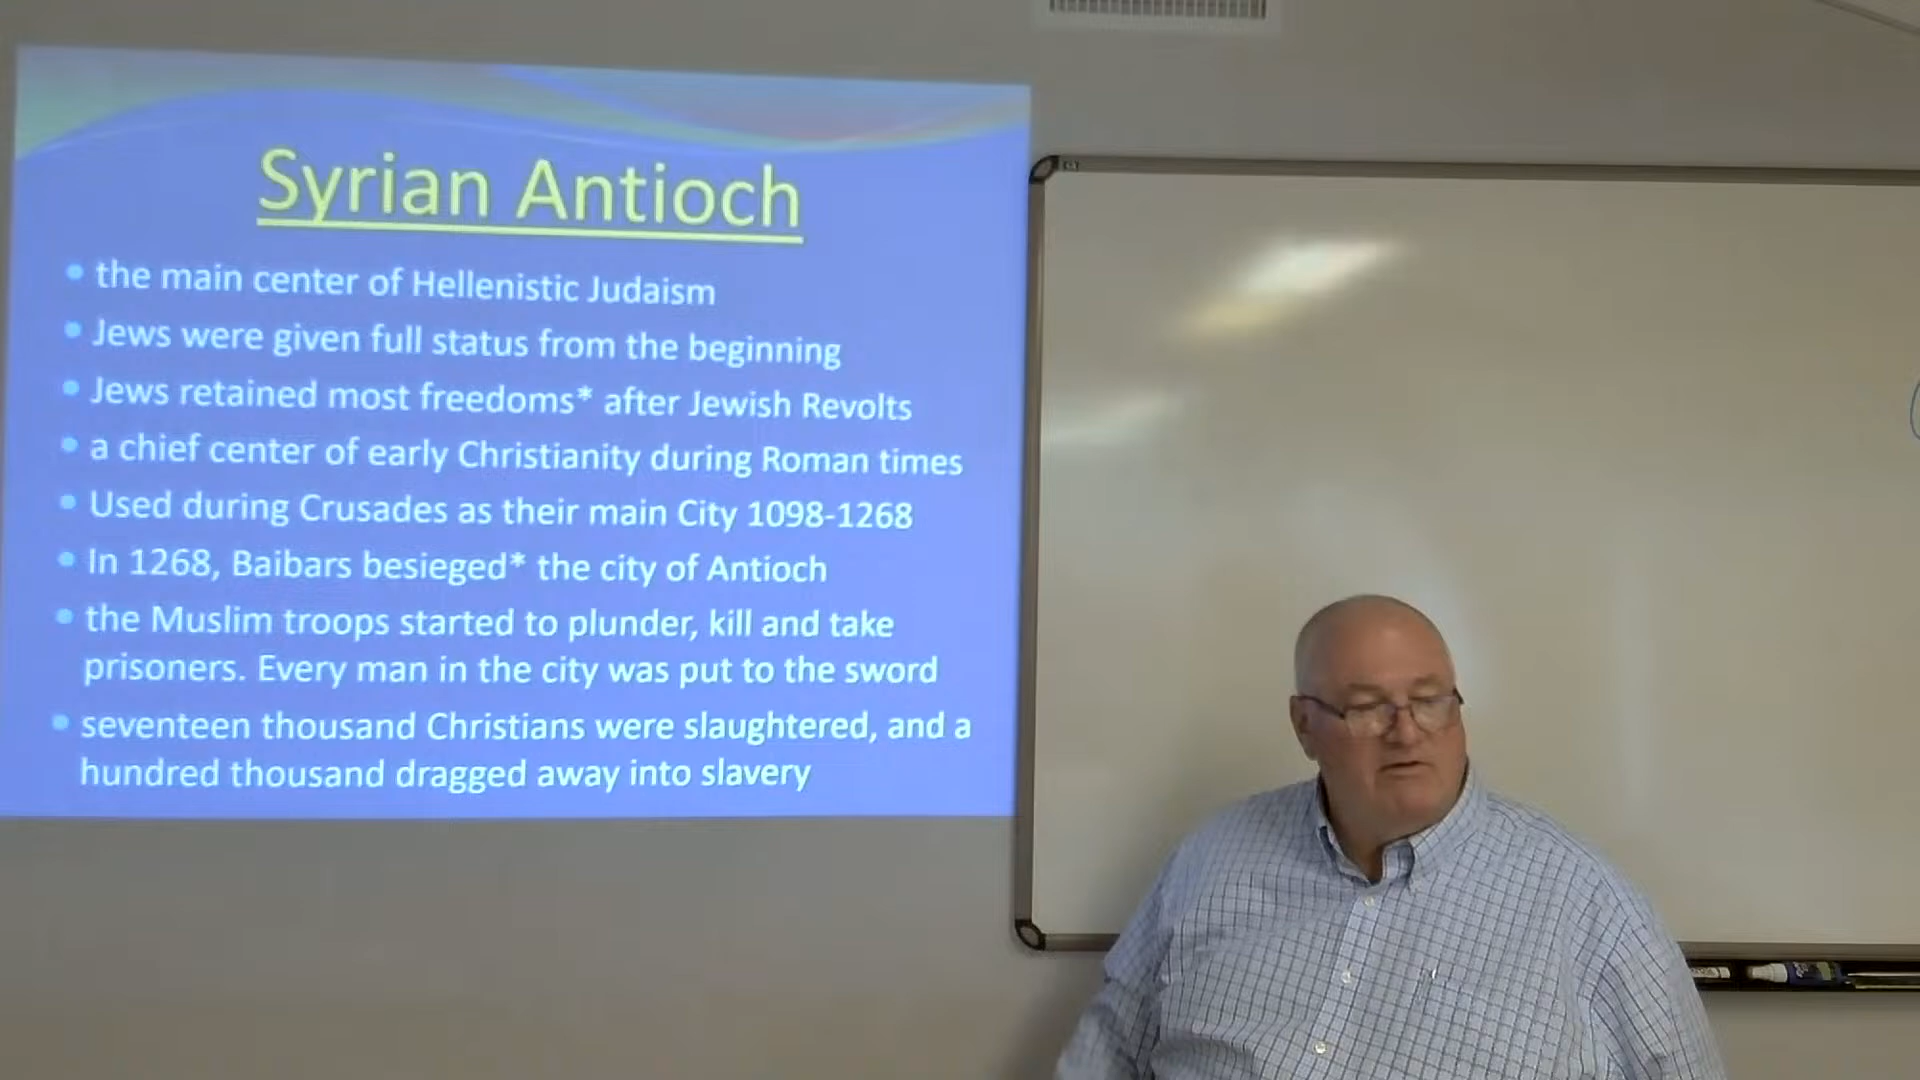 Syrian Antioch
• the main center of Hellenistic Judaism
• Jews were given full status from the beginning
• Jews retained most freedoms* after Jewish Revolts
• a chief center of early Christianity during Roman times
• Used during Crusades as their main City 1098-1268
• In 1268, Baibars besieged* the city of Antioch
• the Muslim troops started to plunder, kill and take
prisoners. Every man in the city was put to the sword
• seventeen thousand Christians were slaughtered, and a
hundred thousand dragged away into slavery